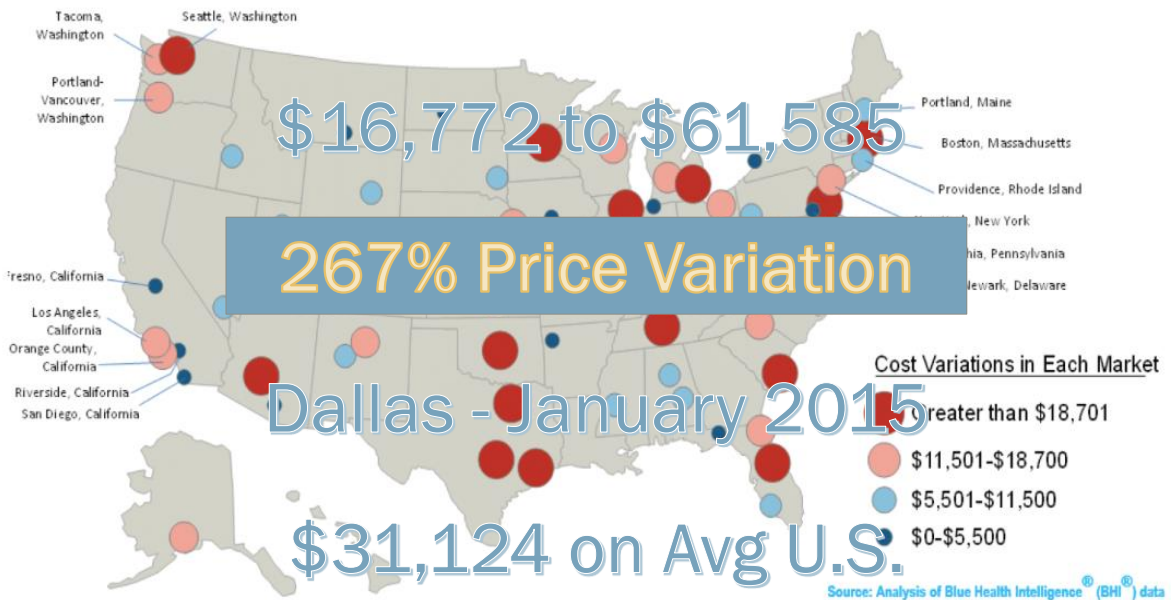 Tacoma,
Washington
Seattle, Washington
Portland-
Vancouver,
Washington
$16,772 to $61,585
Portland, Maine
Boston, Massachusetts
Providence, Rhode Island
New York
267% Price Variation
Pennsylvania
Newark, Delaware
Fresno, California
Los Angeles,
California
Orange County,
California
Riverside, California
San Diego, California
Cost Variations in Each Market
Dallas - January 2015
Greater than $18,701
$11,501-$18,700
$5,501-$11,500
$0-$5,500
$31,124 on Avg U.S.
Source: Analysis of Blue Health Intelligence® (BHI®) data